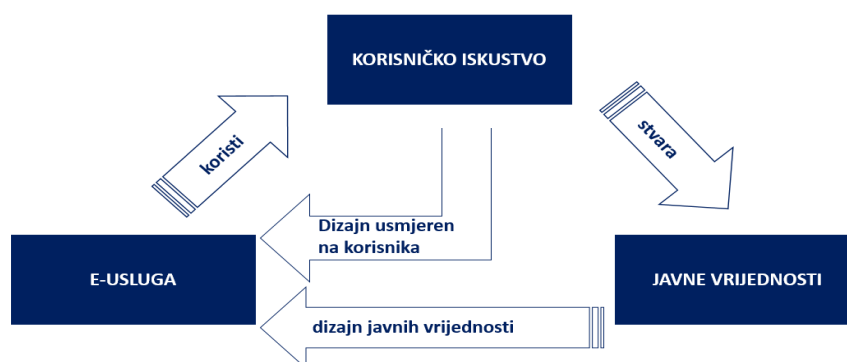 KORISNIČKO ISKUSTVO
koristi
stvara
Dizajn usmjeren
na korisnika
E-USLUGA
JAVNE VRIJEDNOSTI
dizajn javnih vrijednosti